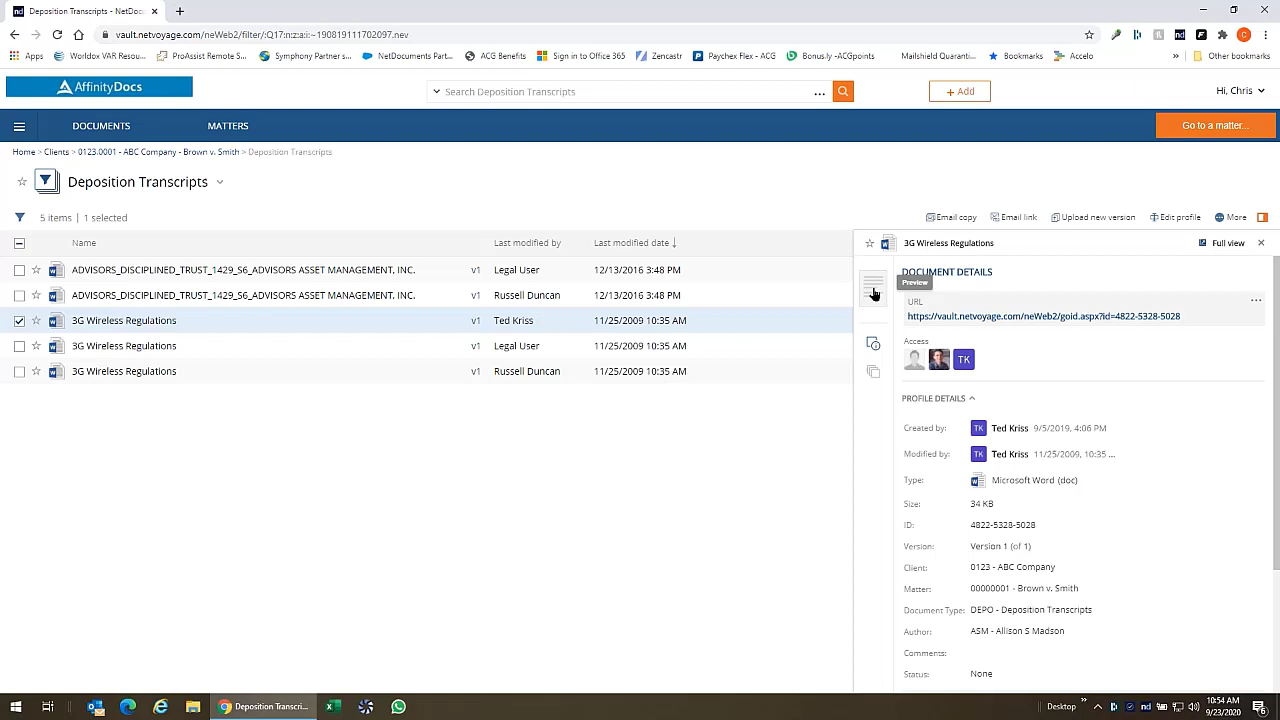 Deposition Transcripts - NetDoc
vault.netvoyage.com/neWeb2/filter/:Q17:n:z:a:i:~190819111702097.nev
Apps Worldox VAR Resou... ProAssist Remote S... Symphony Partner s... NetDocuments Part... ACG Benefits Sign in to Office 365 Zencastr Paychex Flex - ACG Bonus.ly -ACGpoints Mailshield Quaranti... Bookmarks Accelo » Other bookmarks
AffinityDocs
Search Deposition Transcripts ...
+ Add
Hi, Chris
DOCUMENTS MATTERS Go to a matter...
Home > Clients > 0123.0001 - ABC Company - Brown v. Smith > Deposition Transcripts
Deposition Transcripts
5 items | 1 selected
Email copy Email link Upload new version Edit profile More
Name Last modified by Last modified date ↓
ADVISORS_DISCIPLINED_TRUST_1429_S6_ADVISORS ASSET MANAGEMENT, INC. v1 Legal User 12/13/2016 3:48 PM
ADVISORS_DISCIPLINED_TRUST_1429_S6_ADVISORS ASSET MANAGEMENT, INC. v1 Russell Duncan 12/13/2016 3:48 PM
3G Wireless Regulations v1 Ted Kriss 11/25/2009 10:35 AM
3G Wireless Regulations v1 Legal User 11/25/2009 10:35 AM
3G Wireless Regulations v1 Russell Duncan 11/25/2009 10:35 AM
3G Wireless Regulations Full view
DOCUMENT DETAILS
Preview
URL ...
https://vault.netvoyage.com/neWeb2/goid.aspx?id=4822-5328-5028
Access
TK
PROFILE DETAILS
Created by: TK Ted Kriss 9/5/2019, 4:06 PM
Modified by: TK Ted Kriss 11/25/2009, 10:35 ...
Type: Microsoft Word (doc)
Size: 34 KB
ID: 4822-5328-5028
Version: Version 1 (of 1)
Client: 0123 - ABC Company
Matter: 00000001 - Brown v. Smith
Document Type: DEPO - Deposition Transcripts
Author: ASM - Allison S Madson
Comments:
Status: None
Deposition Transcri...
Desktop »
10:54 AM
9/23/2020